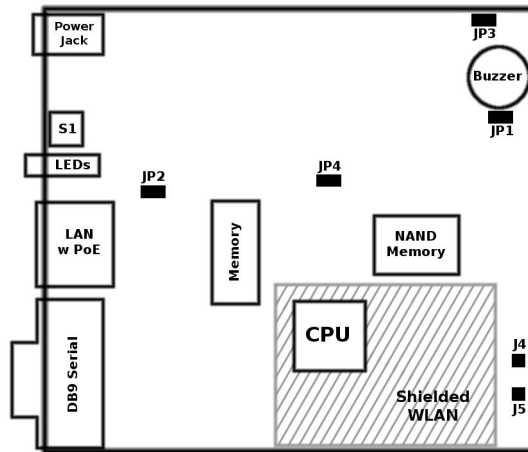 Power
Jack
JP3
Buzzer
JP1
S1
LEDs
JP2
JP4
LAN
w PoE
Memory
NAND
Memory
CPU
DB9 Serial
Shielded
WLAN
J4
J5